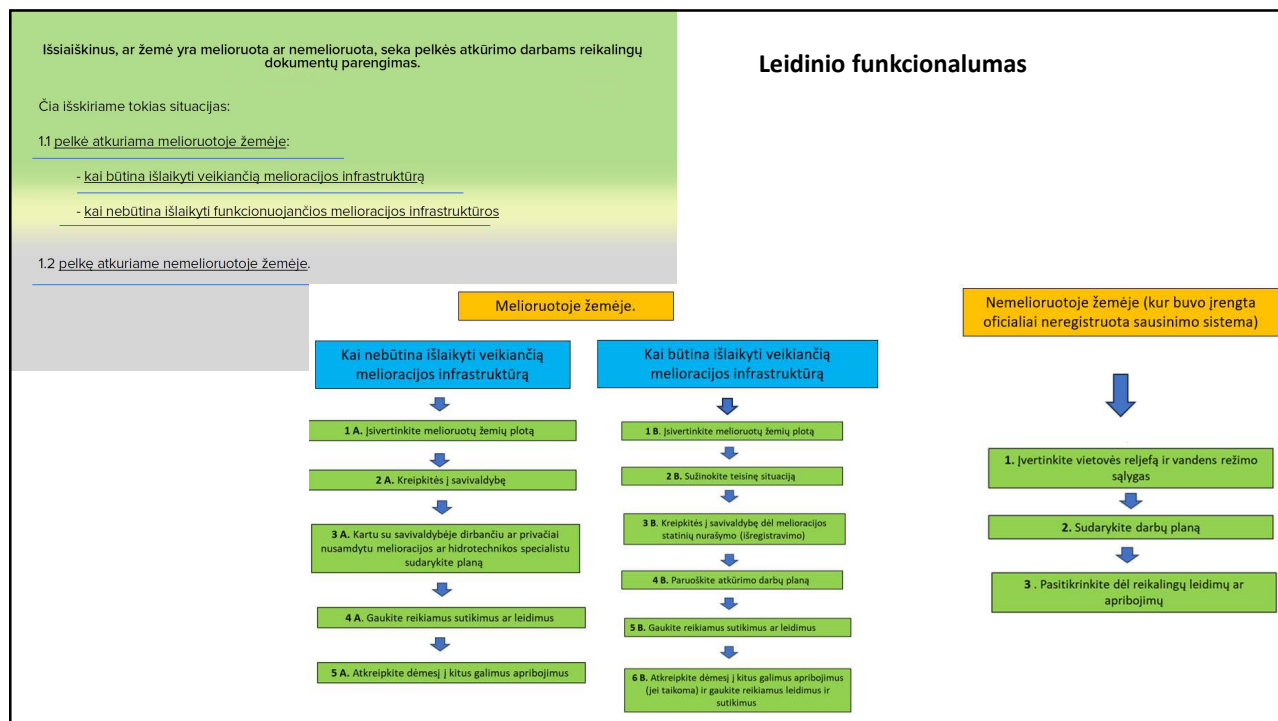 Išsiaiškinus, ar žemė yra melioruota ar nemelioruota, seka pelkės atkūrimo darbams reikalingų
dokumentų parengimas.
Leidinio funkcionalumas
Čia išskiriame tokias situacijas:
1.1 pelkė atkuriama melioruotoje žemėje:
- kai būtina išlaikyti veikiančią melioracijos infrastruktūrą
- kai nebūtina išlaikyti funkcionuojančios melioracijos infrastruktūros
1.2 pelkę atkuriame nemelioruotoje žemėje.
Melioruotoje žemėje.
Kai nebūtina išlaikyti veikiančią
melioracijos infrastruktūrą
1 A. Įsivertinkite melioruotų žemių plotą
2 A. Kreipkitės į savivaldybę
3 A. Kartu su savivaldybėje dirbančiu ar privačiai
nusamdytu melioracijos ar hidrotechnikos specialistu
sudarykite planą
4 A. Gaukite reikiamus sutikimus ar leidimus
5 A. Atkreipkite dėmesį į kitus galimus apribojimus
Kai būtina išlaikyti veikiančią
melioracijos infrastruktūrą
1 B. Įsivertinkite melioruotų žemių plotą
2 B. Sužinokite teisinę situaciją
3 B. Kreipkitės į savivaldybę dėl melioracijos
statinių nurašymo (išregistravimo)
4 B. Paruoškite atkūrimo darbų planą
5 B. Gaukite reikiamus sutikimus ar leidimus
6 B. Atkreipkite dėmesį į kitus galimus apribojimus
(jei taikoma) ir gaukite reikiamus leidimus ir
sutikimus
Nemelioruotoje žemėje (kur buvo įrengta
oficialiai neregistruota sausinimo sistema)
1. Įvertinkite vietovės reljefą ir vandens režimo
sąlygas
2. Sudarykite darbų planą
3 . Pasitikrinkite dėl reikalingų leidimų ar
apribojimų